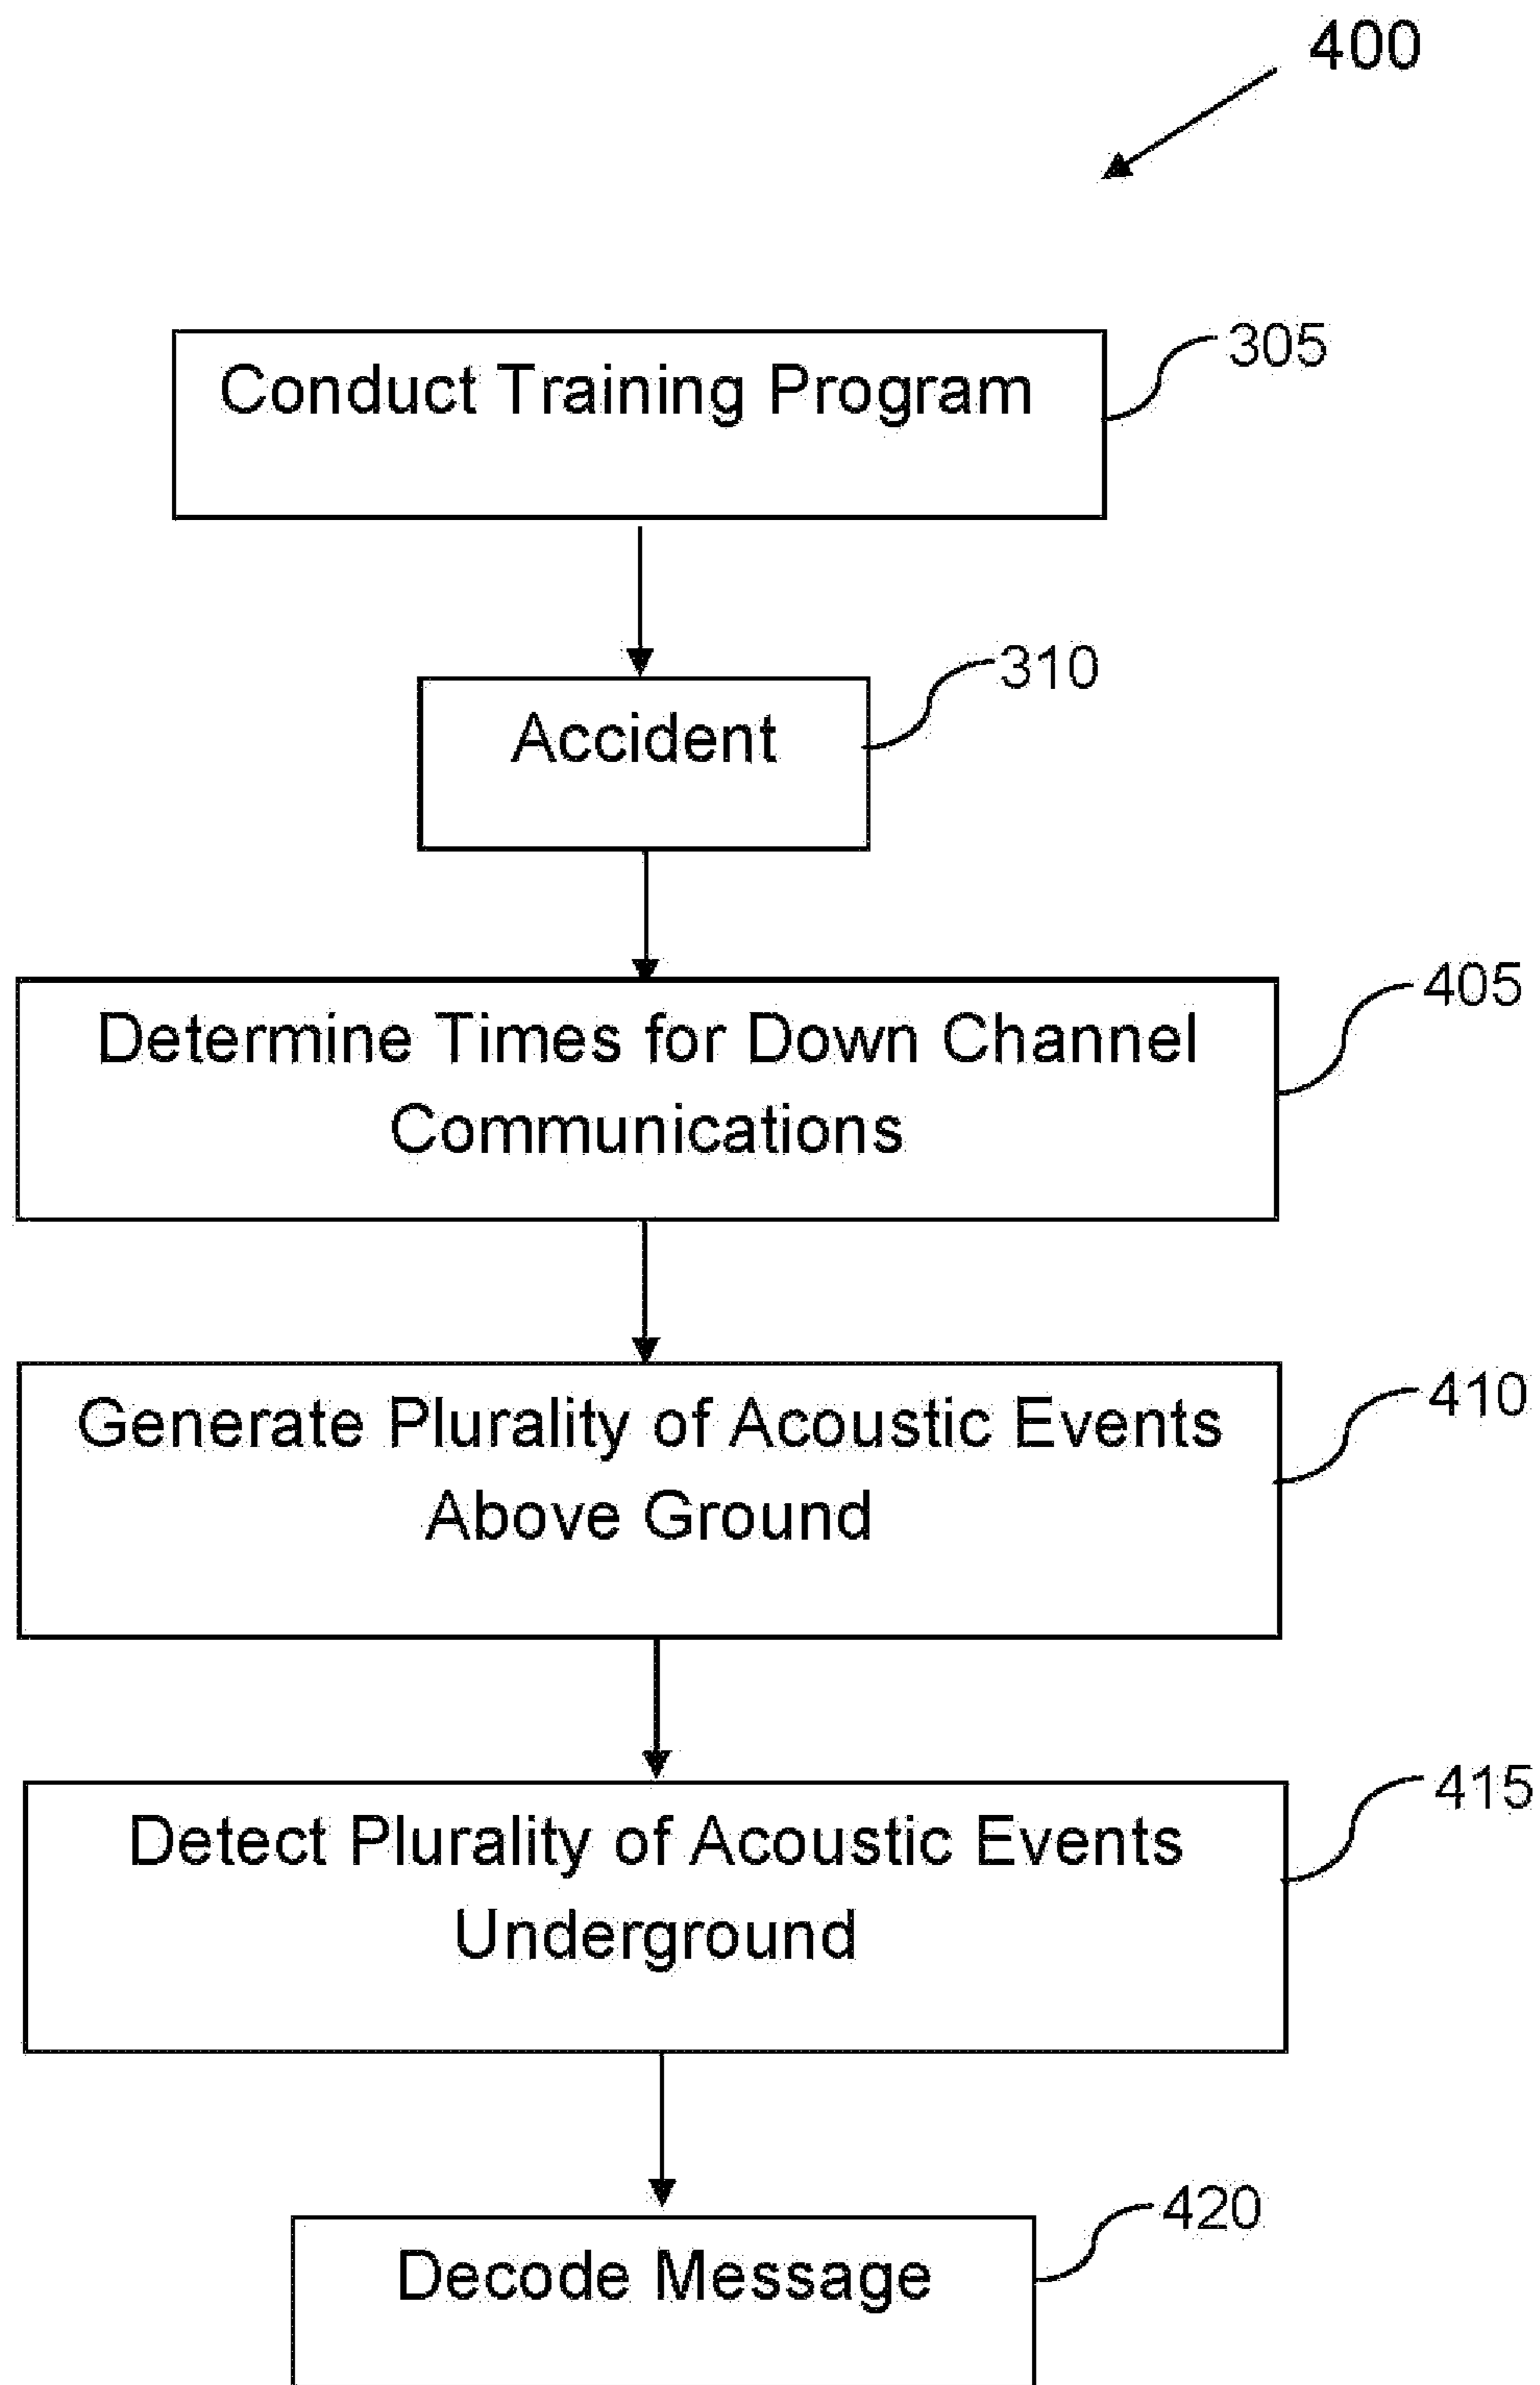 400
Conduct Training Program
305
Accident
310
Determine Times for Down Channel
Communications
405
Generate Plurality of Acoustic Events
Above Ground
410
Detect Plurality of Acoustic Events
Underground
415
Decode Message
420